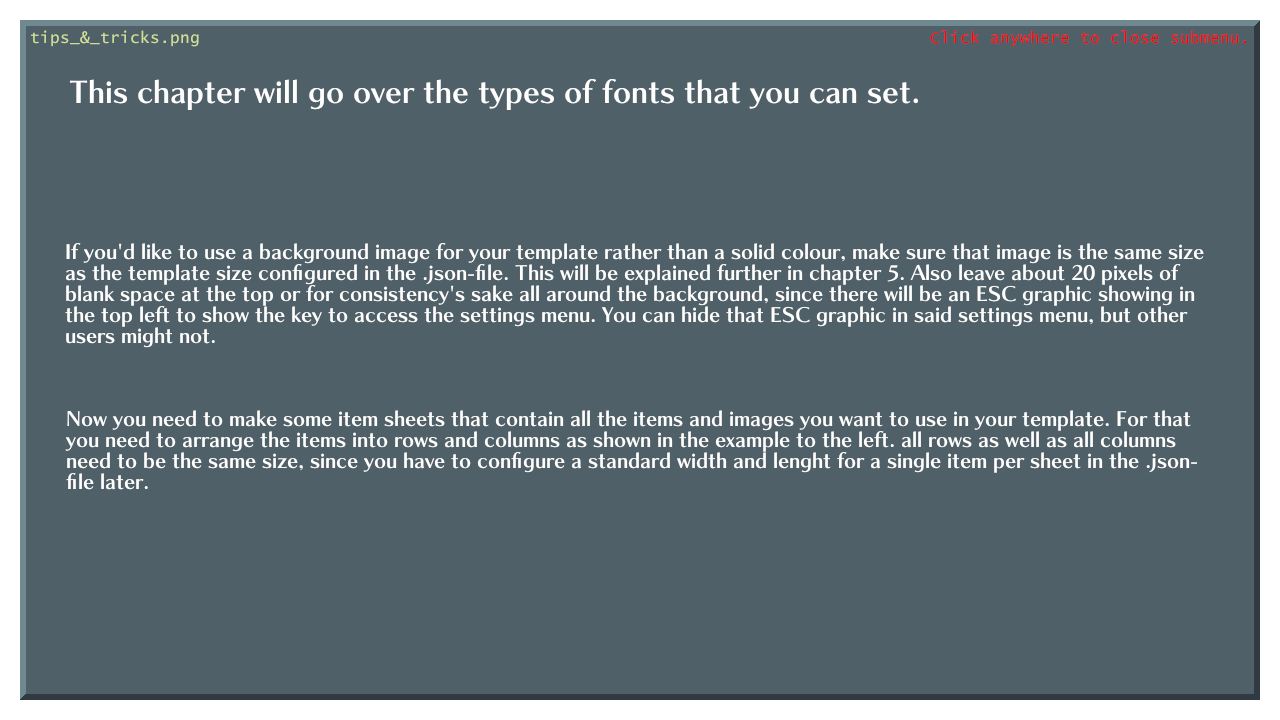 tips_&_tricks.png
Click anywhere to close submenu.
This chapter will go over the types of fonts that you can set.
If you'd like to use a background image for your template rather than a solid colour, make sure that image is the same size
as the template size configured in the .json-file. This will be explained further in chapter 5. Also leave about 20 pixels of
blank space at the top or for consistency's sake all around the background, since there will be an ESC graphic showing in
the top left to show the key to access the settings menu. You can hide that ESC graphic in said settings menu, but other
users might not.
Now you need to make some item sheets that contain all the items and images you want to use in your template. For that
you need to arrange the items into rows and columns as shown in the example to the left. all rows as well as all columns
need to be the same size, since you have to configure a standard width and lenght for a single item per sheet in the .json-
file later.